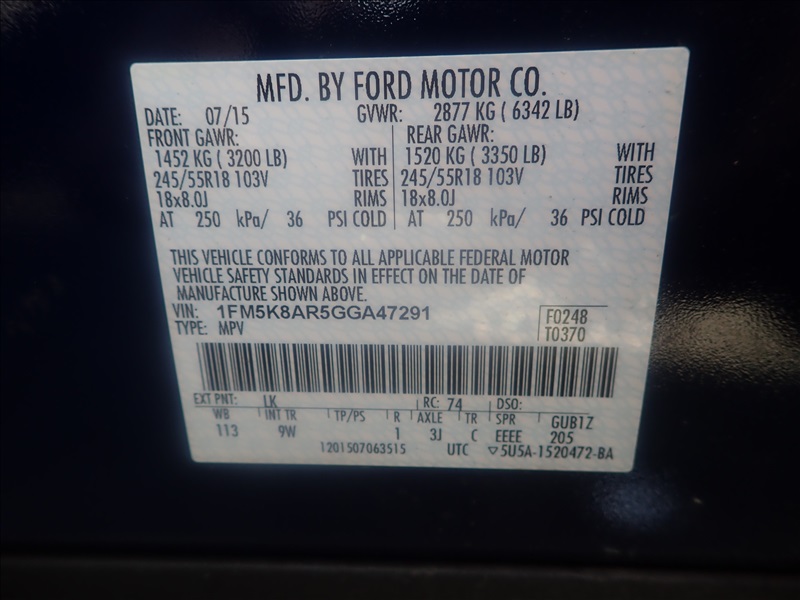 MFD. BY FORD MOTOR CO.
DATE: 07/15 GVWR: 2877 KG ( 6342 LB)
FRONT GAWR: REAR GAWR:
1452 KG ( 3200 LB) WITH 1520 KG ( 3350 LB) WITH
245/55R18 103V TIRES 245/55R18 103V TIRES
18x8.0J RIMS 18x8.0J RIMS
AT 250 kPa/ 36 PSI COLD AT 250 kPa/ 36 PSI COLD
THIS VEHICLE CONFORMS TO ALL APPLICABLE FEDERAL MOTOR
VEHICLE SAFETY STANDARDS IN EFFECT ON THE DATE OF
MANUFACTURE SHOWN ABOVE.
VIN: 1FM5K8AR5GGA47291 F0248
TYPE: MPV T0370
EXT PNT: LK RC: 74 DSO:
WB INT TR TP/PS R AXLE TR SPR GUB1Z
113 9W 1 3J C EEEE 205
1201507063515 UTC ▽5U5A-1520472-BA